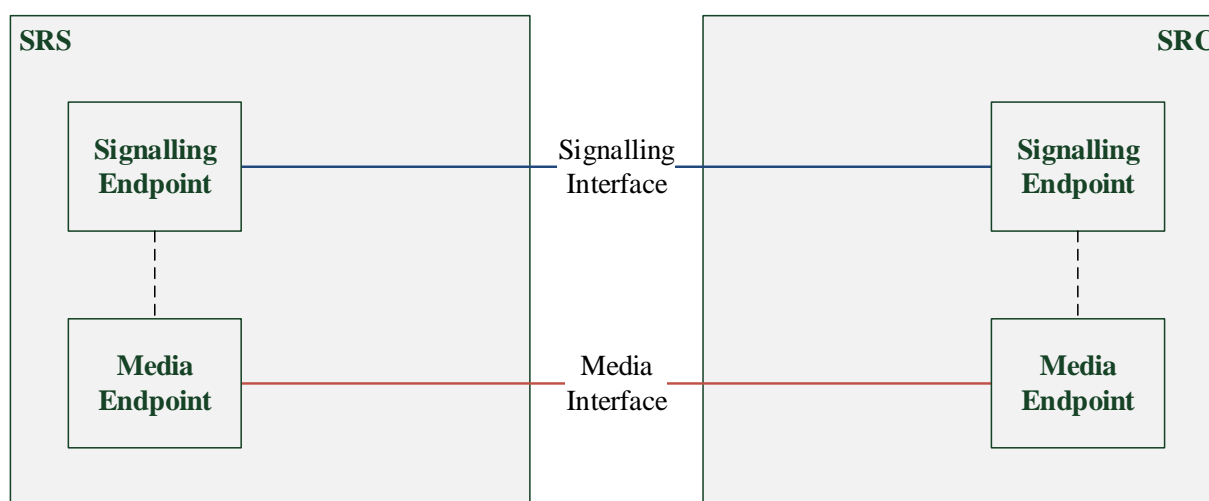 SRS
SRC
Signalling
Endpoint
Signalling
Interface
Signalling
Endpoint
Media
Endpoint
Media
Interface
Media
Endpoint